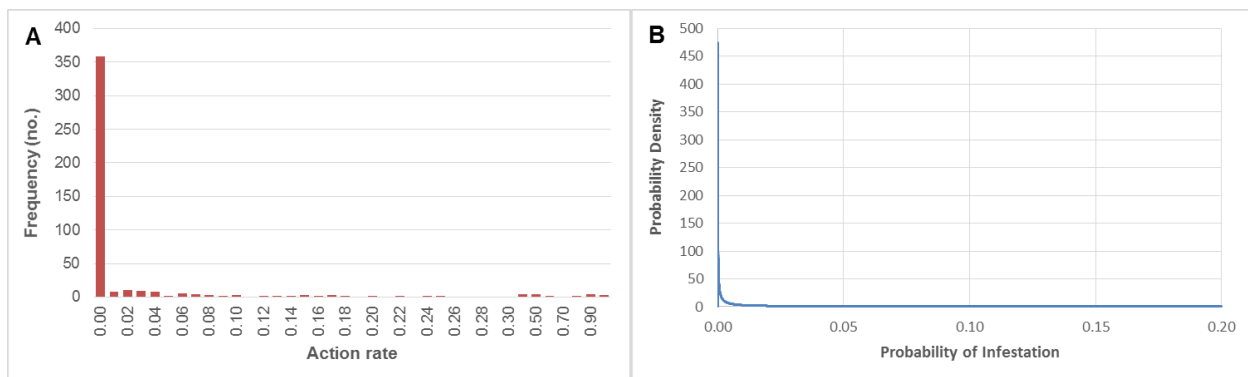 A
400
350
300
250
200
150
100
50
0
Frequency (no.)
0.00 0.02 0.04 0.06 0.08 0.10 0.12 0.14 0.16 0.18 0.20 0.22 0.24 0.26 0.28 0.30 0.50 0.70 0.90
Action rate
B
500
450
400
350
300
250
200
150
100
50
0
Probability Density
0.00 0.05 0.10 0.15 0.20
Probability of Infestation